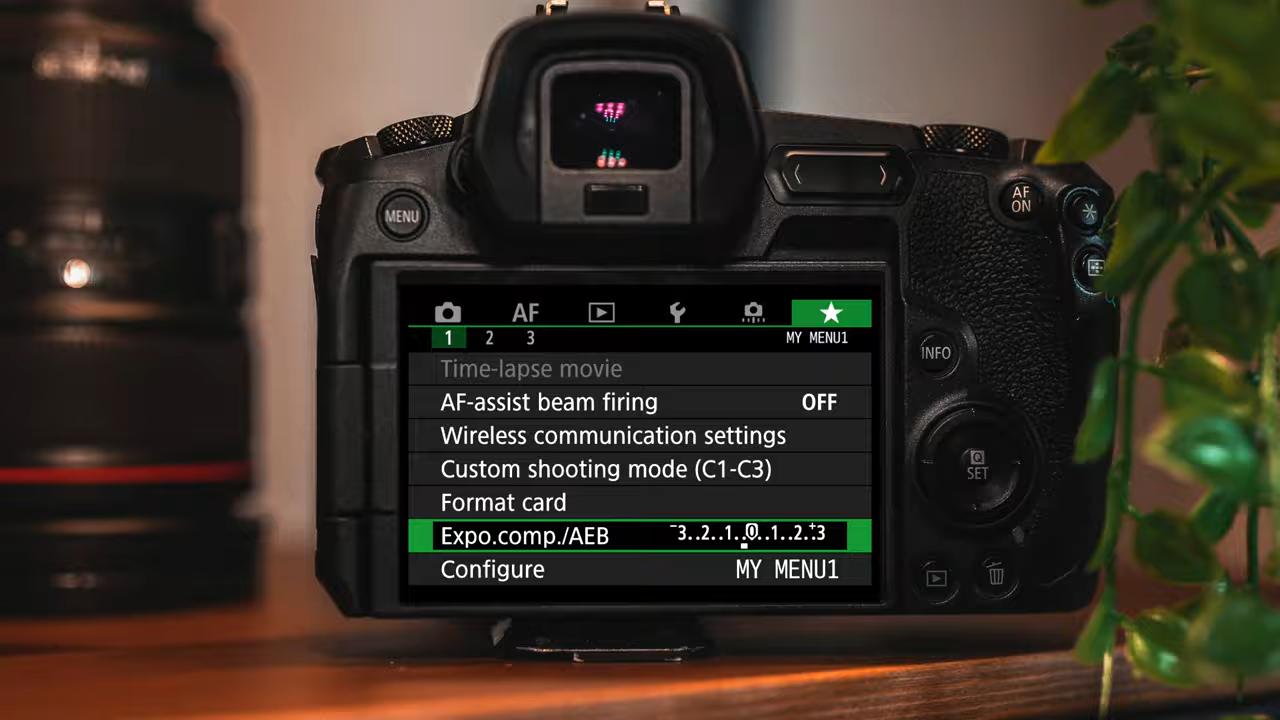 MENU
AF
ON
AF
1 2 3 MY MENU1
Time-lapse movie
AF-assist beam firing OFF
Wireless communication settings
Custom shooting mode (C1-C3)
Format card
Expo.comp./AEB -3..2..1..0..1..2..+3
Configure MY MENU1
INFO
Q
SET